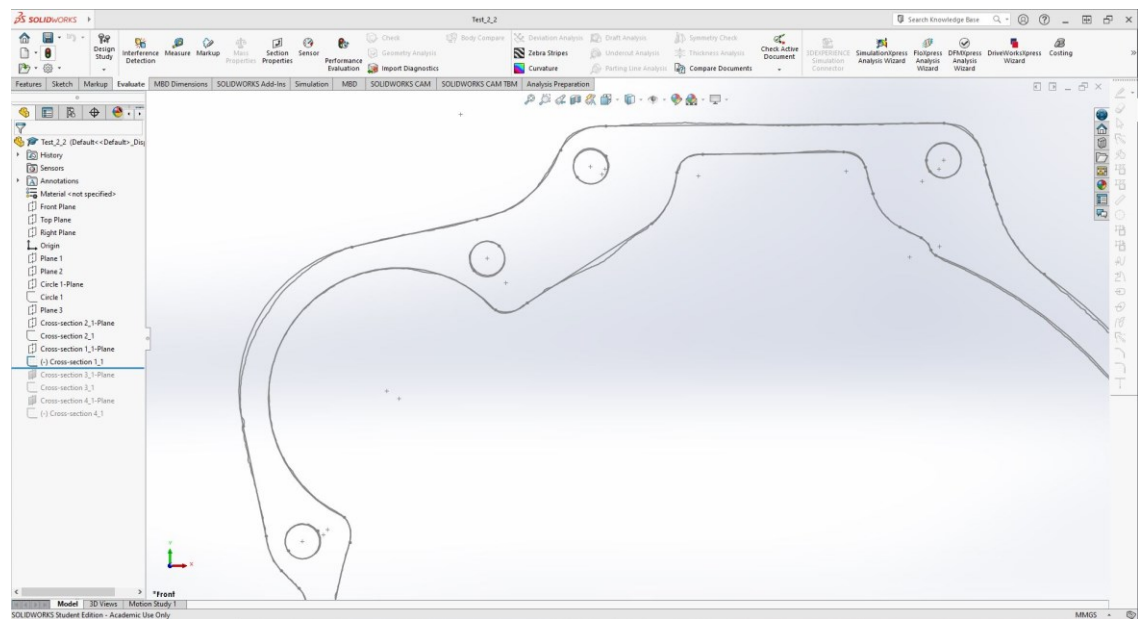 SOLIDWORKS
Test_2_2
Search Knowledge Base
Design Study
Interference Detection
Measure
Markup
Mass Properties
Section Properties
Sensor
Performance Evaluation
Check
Geometry Analysis
Import Diagnostics
Body Compare
Zebra Stripes
Curvature
Deviation Analysis
Undercut Analysis
Parting Line Analysis
Draft Analysis
Symmetry Check
Thickness Analysis
Compare Documents
Check Active Document
3DEXPERIENCE Simulation Connector
SimulationXpress Analysis Wizard
FloXpress Analysis Wizard
DFMXpress Analysis Wizard
DriveWorksXpress Wizard
Costing
Features Sketch Markup Evaluate MBD Dimensions SOLIDWORKS Add-Ins Simulation MBD SOLIDWORKS CAM SOLIDWORKS CAM TBM Analysis Preparation
Test_2_2 (Default<<Default>_Disp
History
Sensors
Annotations
Material <not specified>
Front Plane
Top Plane
Right Plane
Origin
Plane 1
Plane 2
Circle 1-Plane
Circle 1
Plane 3
Cross-section 2_1-Plane
Cross-section 2_1
Cross-section 1_1-Plane
(-) Cross-section 1_1
Cross-section 3_1-Plane
Cross-section 3_1
Cross-section 4_1-Plane
(-) Cross-section 4_1
Y
X
*Front
Model 3D Views Motion Study 1
SOLIDWORKS Student Edition - Academic Use Only
MMGS